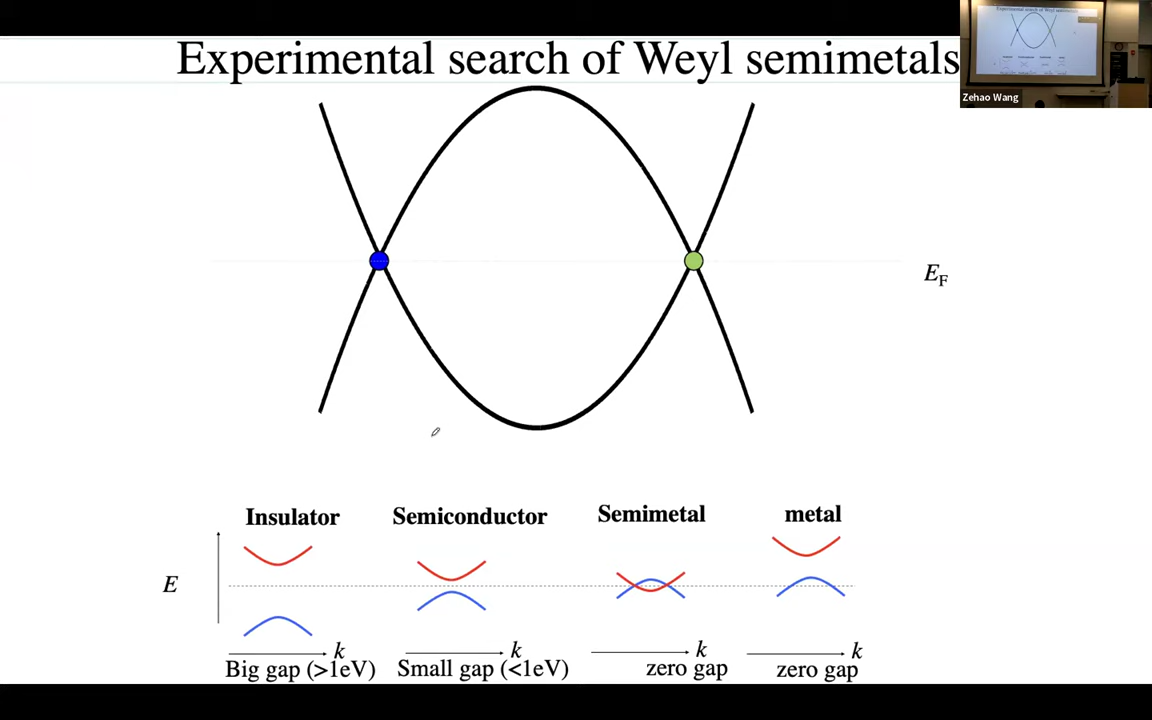 Experimental search of Weyl semimetals
Zehao Wang
E_F
Insulator
Semiconductor
Semimetal
metal
E
k
k
k
k
Big gap (>1eV)
Small gap (<1eV)
zero gap
zero gap